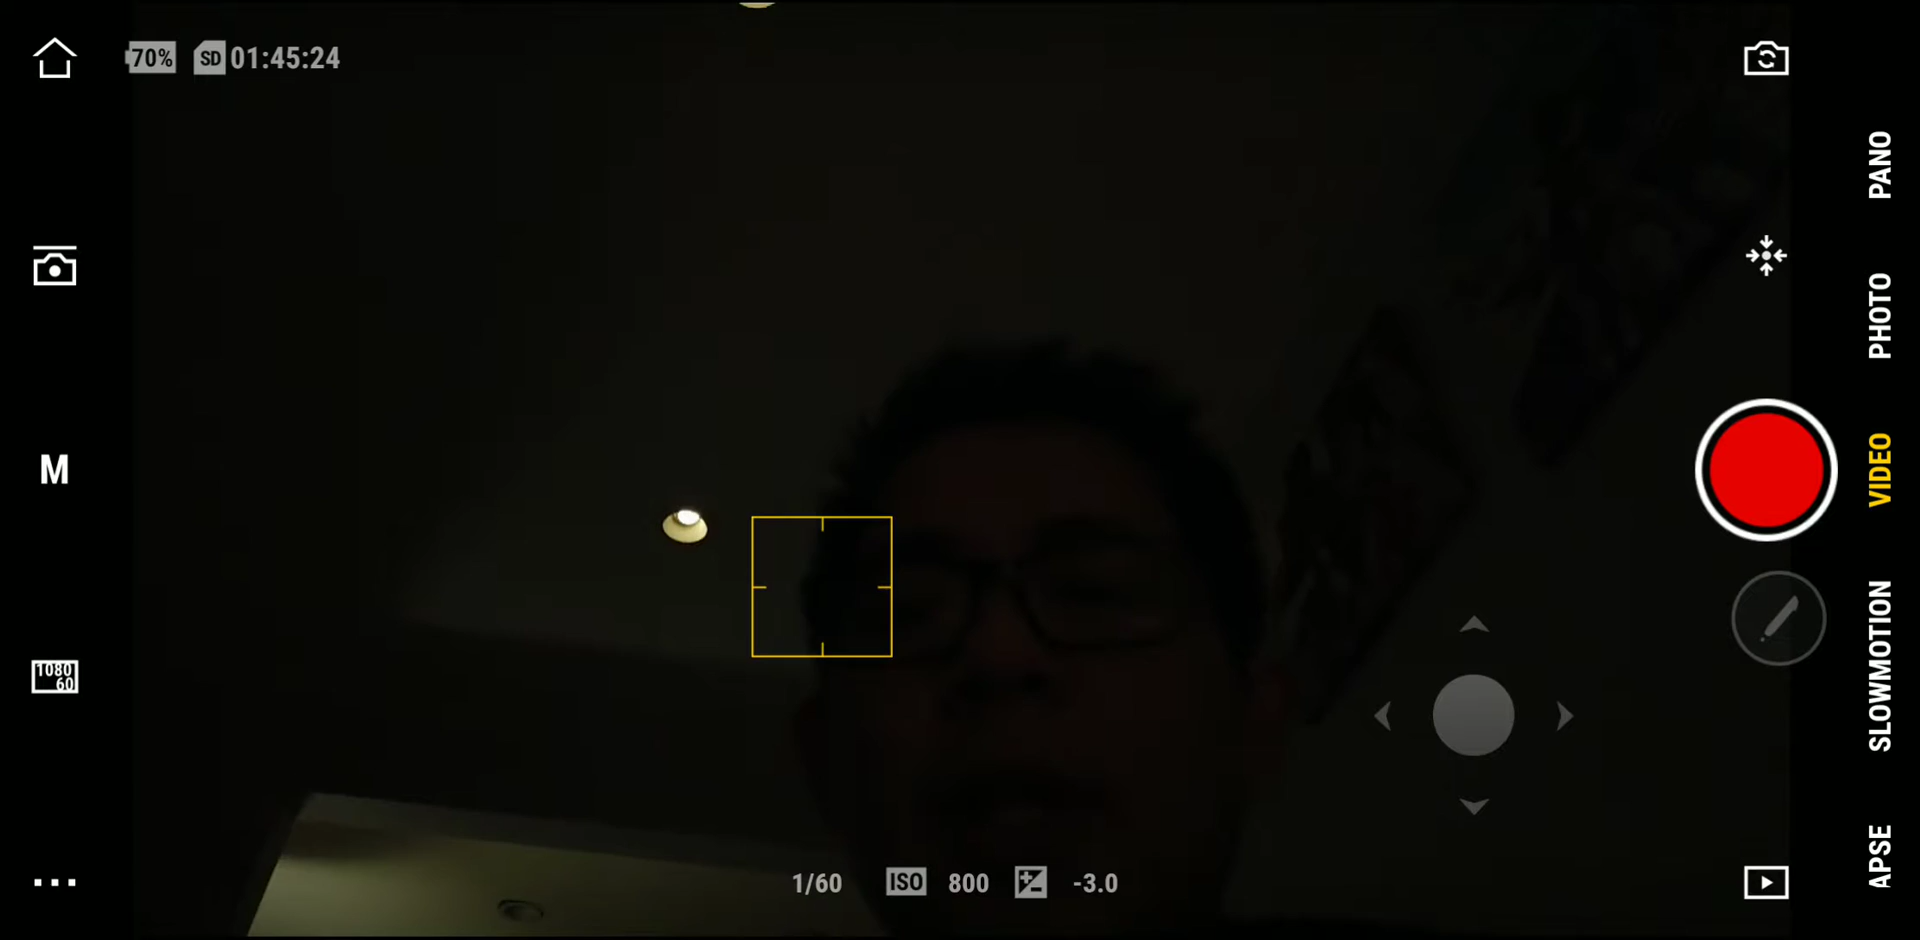 70% SD 01:45:24
PANO
PHOTO
M
VIDEO
1080
60
SLOWMOTION
APSE
1/60 ISO 800 -3.0